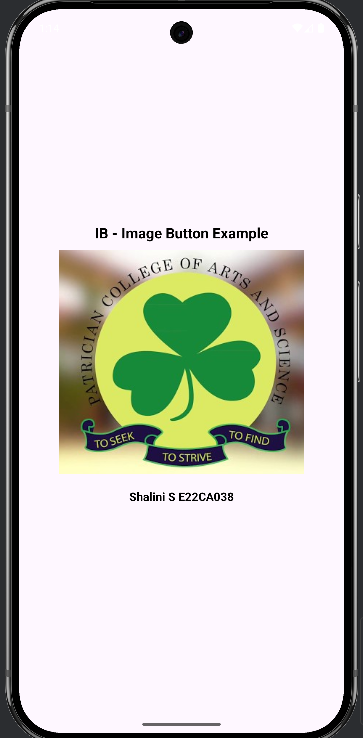 IB - Image Button Example
PATRICIAN COLLEGE OF ARTS AND SCIENCE
TO SEEK
TO STRIVE
TO FIND
Shalini S E22CA038